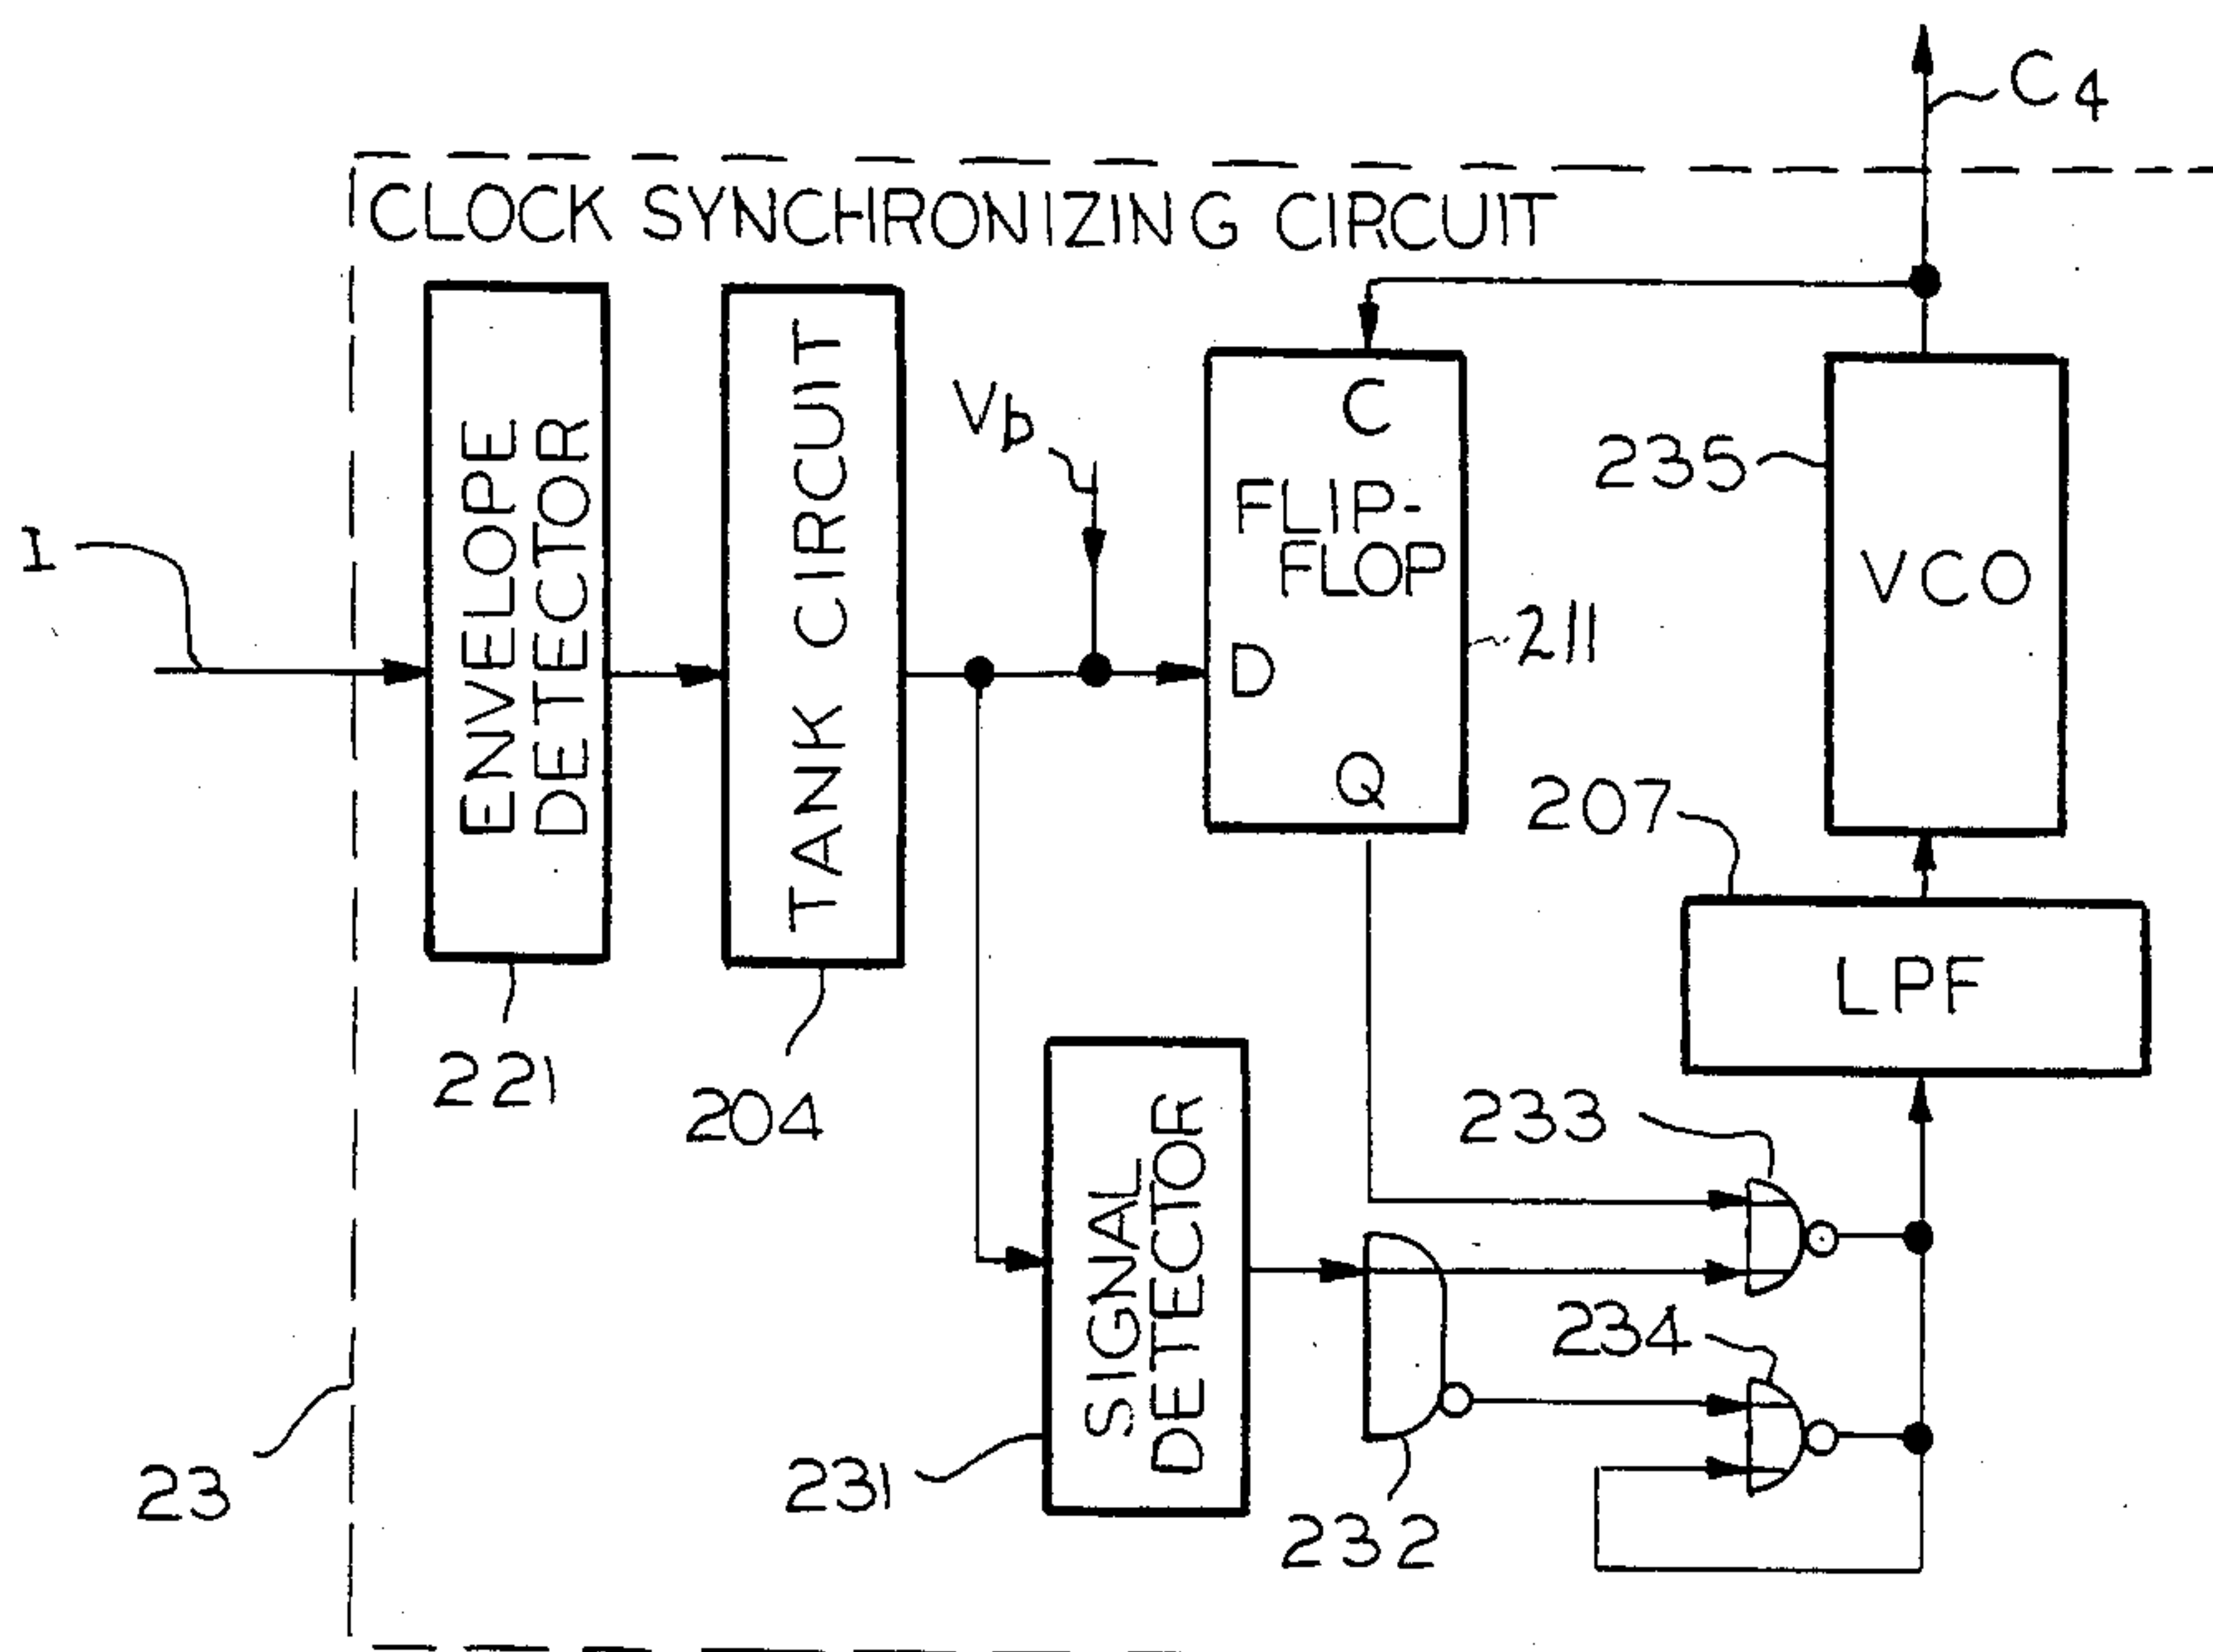 C4
CLOCK SYNCHRONIZING CIRCUIT
1
ENVELOPE
DETECTOR
TANK CIRCUIT
Vb
C
FLIP-
FLOP
D
Q
211
235
VCO
207
LPF
221
204
233
SIGNAL
DETECTOR
234
231
232
23